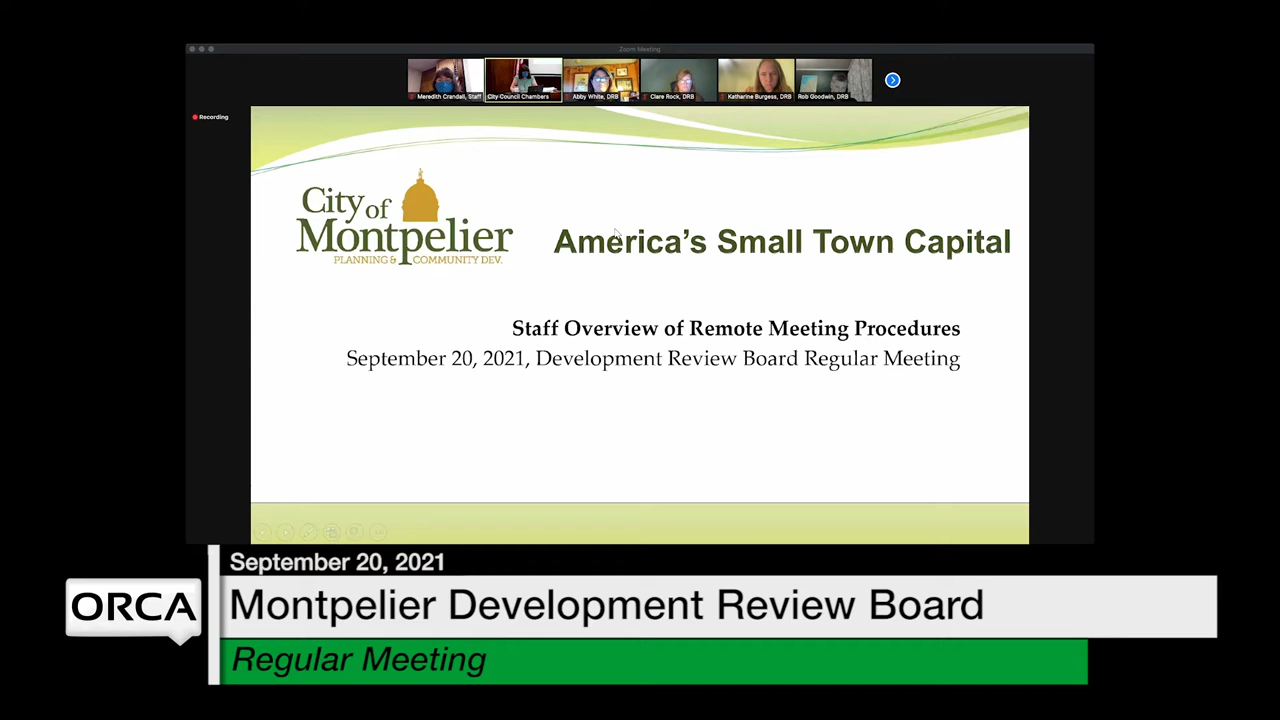 Zoom Meeting
Meredith Crandall, Staff
City Council Chambers
Abby White, DRB
Clare Rock, DRB
Katharine Burgess, DRB
Rob Goodwin, DRB
Recording
City of
Montpelier
PLANNING & COMMUNITY DEV.
America's Small Town Capital
Staff Overview of Remote Meeting Procedures
September 20, 2021, Development Review Board Regular Meeting
September 20, 2021
ORCA
Montpelier Development Review Board
Regular Meeting